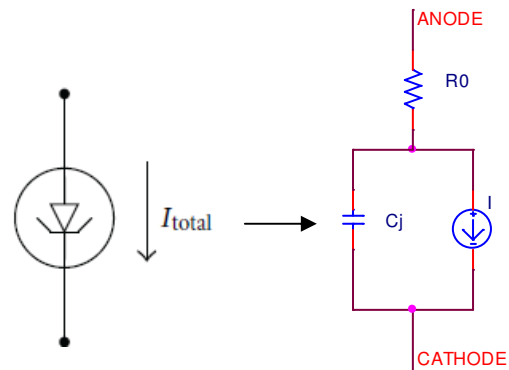 ANODE
R0
I_total
Cj
I
CATHODE